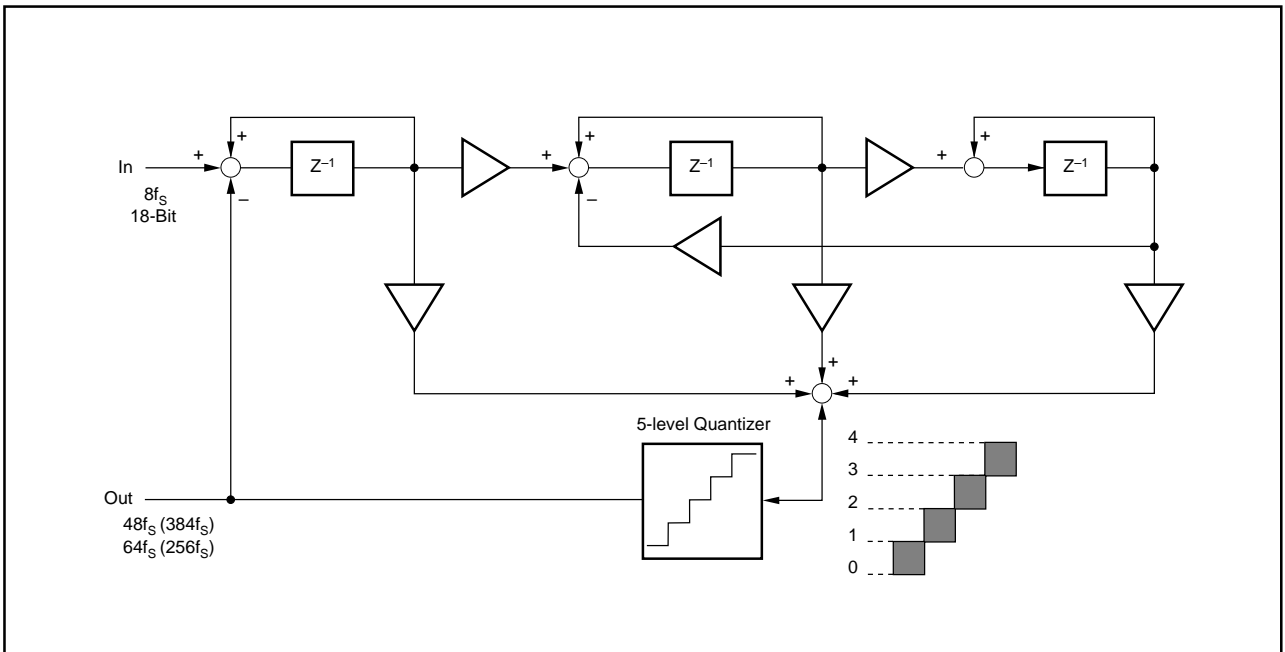 + + +
In + Z⁻¹ + Z⁻¹ + Z⁻¹
8fS
18-Bit
– –
+
+ +
5-level Quantizer
4
3
2
1
0
Out
48fS (384fS)
64fS (256fS)